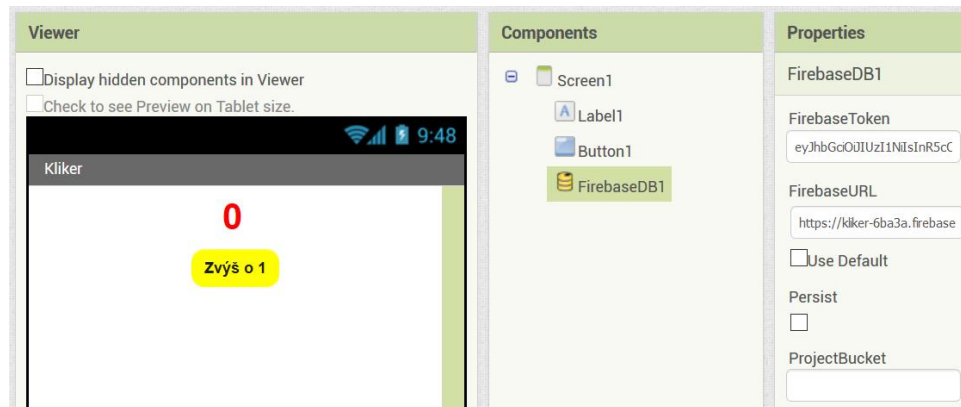 Viewer
Display hidden components in Viewer
Check to see Preview on Tablet size.
9:48
Kliker
0
Zvýš o 1
Components
Screen1
Label1
Button1
FirebaseDB1
Properties
FirebaseDB1
FirebaseToken
eyJhbGciOiJIUzI1NiIsInR5cC
FirebaseURL
https://kliker-6ba3a.firebase
Use Default
Persist
ProjectBucket